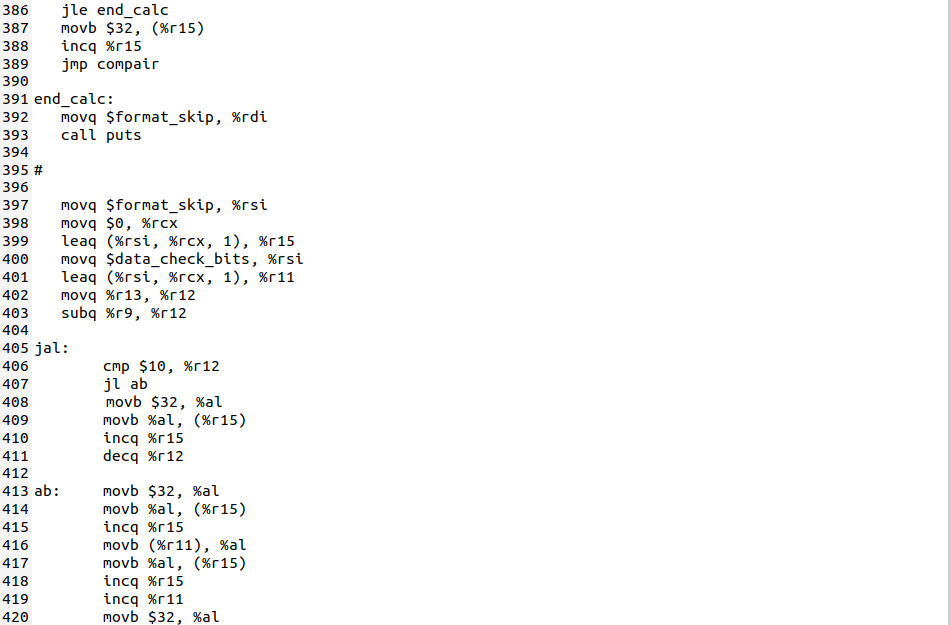 386 jle end_calc
387 movb $32, (%r15)
388 incq %r15
389 jmp compair
390
391 end_calc:
392 movq $format_skip, %rdi
393 call puts
394
395 #
396
397 movq $format_skip, %rsi
398 movq $0, %rcx
399 leaq (%rsi, %rcx, 1), %r15
400 movq $data_check_bits, %rsi
401 leaq (%rsi, %rcx, 1), %r11
402 movq %r13, %r12
403 subq %r9, %r12
404
405 jal:
406 cmp $10, %r12
407 jl ab
408 movb $32, %al
409 movb %al, (%r15)
410 incq %r15
411 decq %r12
412
413 ab: movb $32, %al
414 movb %al, (%r15)
415 incq %r15
416 movb (%r11), %al
417 movb %al, (%r15)
418 incq %r15
419 incq %r11
420 movb $32, %al